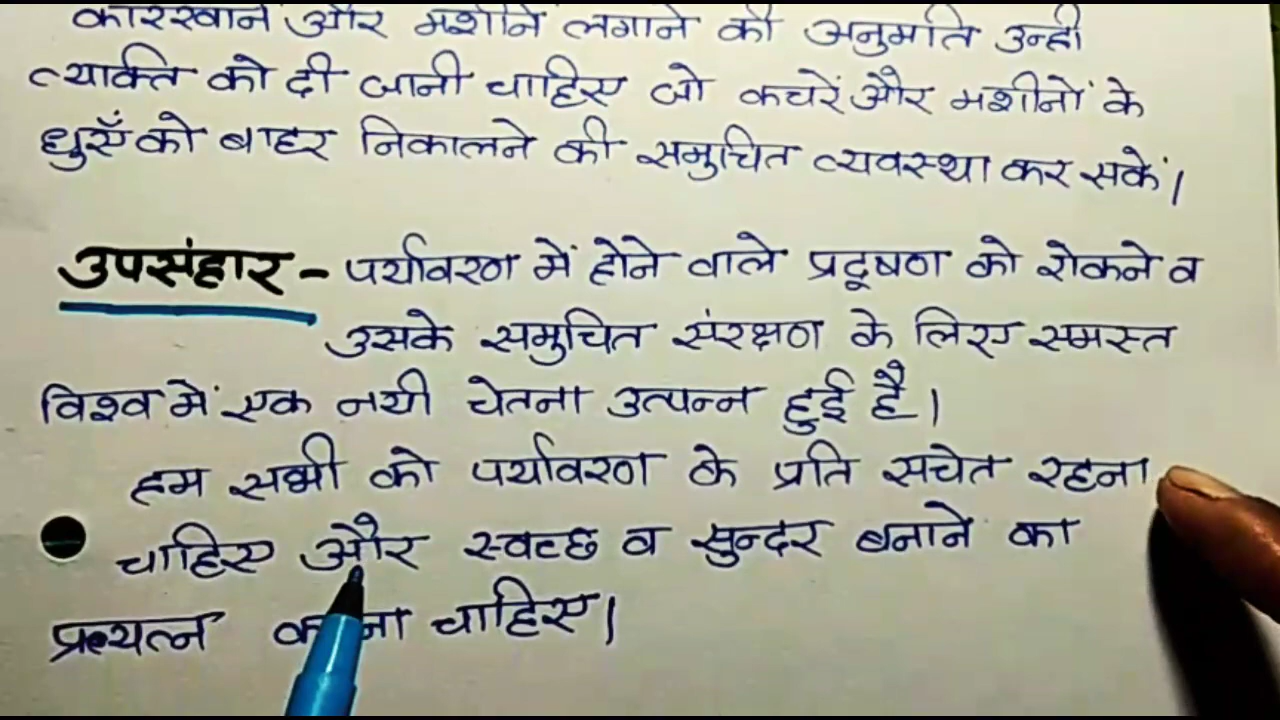 कारखाने और मशीने लगाने की अनुमति उन्ही
व्यक्ति को दी जानी चाहिए जो कचरें और मशीनों के
धुएँ को बाहर निकालने की समुचित व्यवस्था कर सकें।
उपसंहार - पर्यावरण में होने वाले प्रदूषण को रोकने व
उसके समुचित संरक्षण के लिए समस्त
विश्व में एक नयी चेतना उत्पन्न हुई है।
हम सभी को पर्यावरण के प्रति सचेत रहना
चाहिए और स्वच्छ व सुन्दर बनाने का
प्रयत्न करना चाहिए।